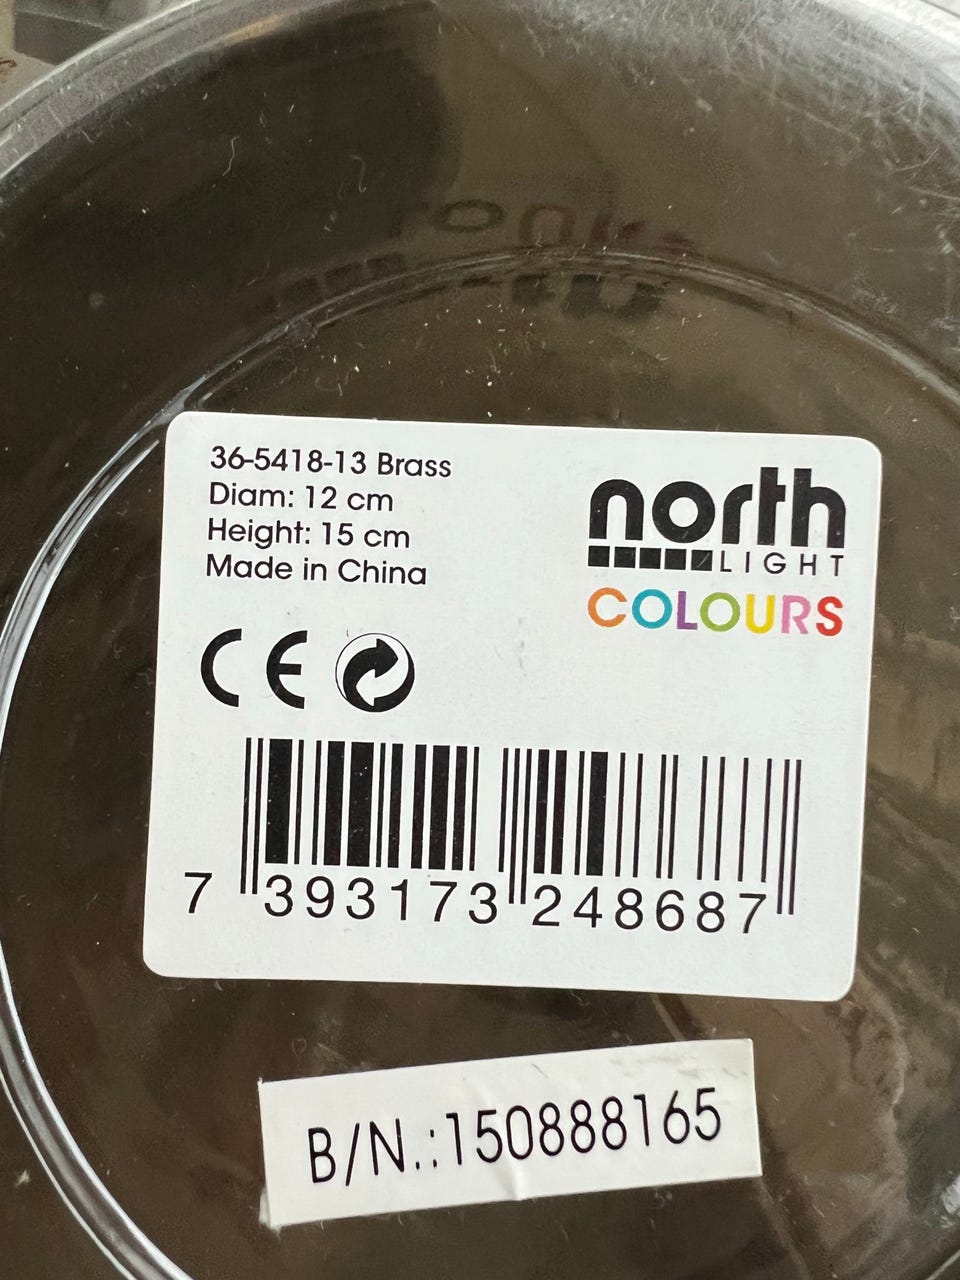 36-5418-13 Brass
Diam: 12 cm
Height: 15 cm
Made in China
north
LIGHT
COLOURS
CE
7 393173 248687
B/N.:150888165